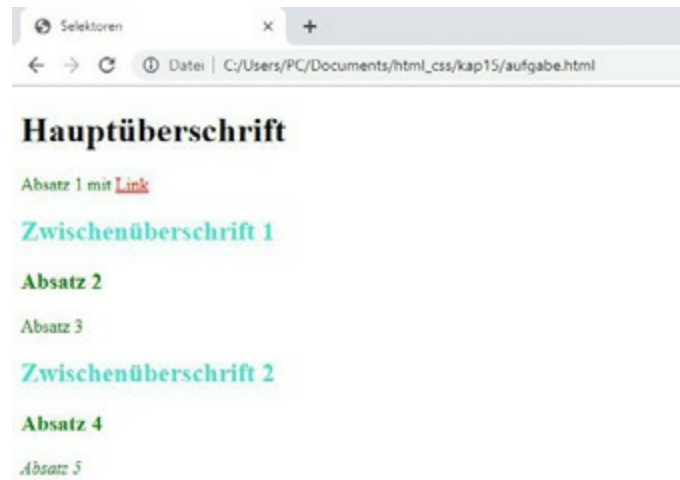 Selektoren
Datei | C:/Users/PC/Documents/html_css/kap15/aufgabe.html
Hauptüberschrift
Absatz 1 mit Link
Zwischenüberschrift 1
Absatz 2
Absatz 3
Zwischenüberschrift 2
Absatz 4
Absatz 5